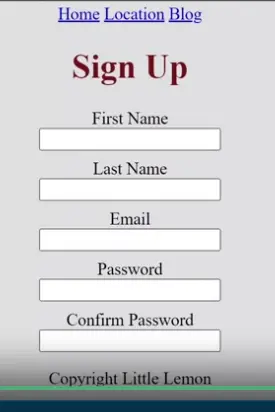 Home Location Blog
Sign Up
First Name
Last Name
Email
Password
Confirm Password
Copyright Little Lemon